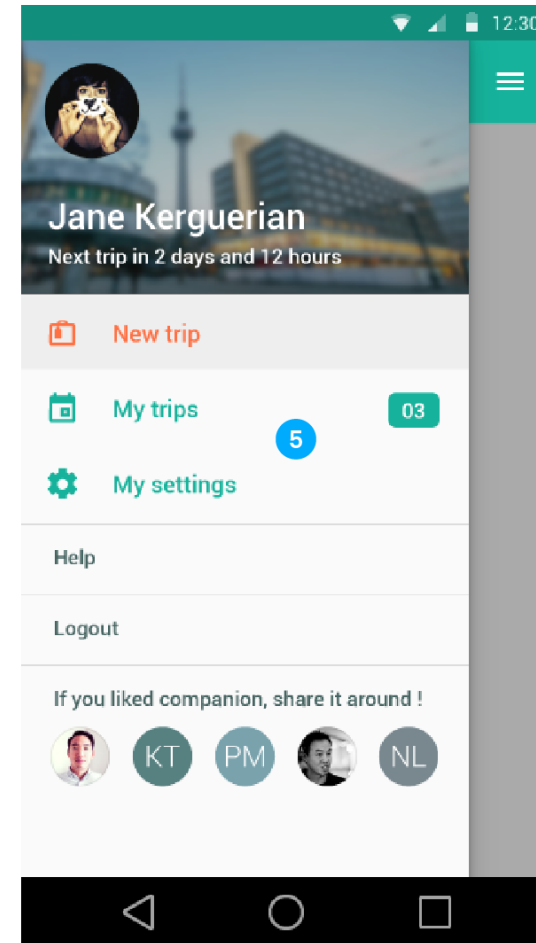 12:30
Jane Kerguerian
Next trip in 2 days and 12 hours
New trip
My trips 03
5
My settings
Help
Logout
If you liked companion, share it around !
KT PM NL